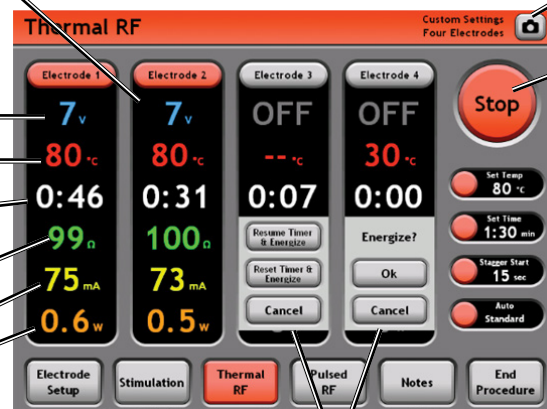 Thermal RF
Custom Settings
Four Electrodes
Electrode 1
7 v
80 °c
0:46
99 Ω
75 mA
0.6 w
Electrode 2
7 v
80 °c
0:31
100 Ω
73 mA
0.5 w
Electrode 3
OFF
-- °c
0:07
Resume Timer
& Energize
Reset Timer &
Energize
Cancel
Electrode 4
OFF
30 °c
0:00
Energize?
Ok
Cancel
Stop
Set Temp
80 °c
Set Time
1:30 min
Stagger Start
15 sec
Auto
Standard
Electrode
Setup
Stimulation
Thermal
RF
Pulsed
RF
Notes
End
Procedure